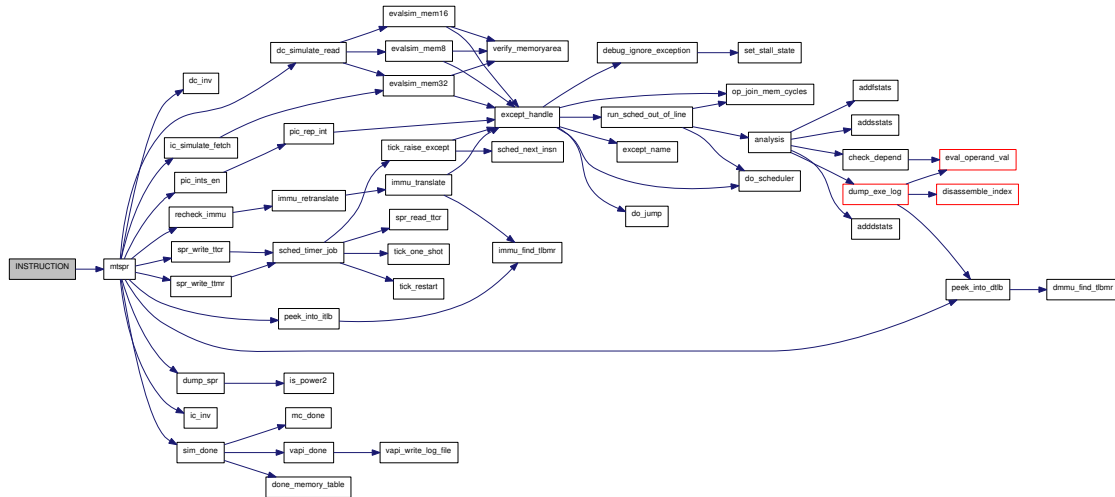 evalsim_mem16
dc_simulate_read
evalsim_mem8
verify_memoryarea
debug_ignore_exception
set_stall_state
dc_inv
evalsim_mem32
op_join_mem_cycles
addfstats
except_handle
run_sched_out_of_line
addsstats
pic_rep_int
ic_simulate_fetch
tick_raise_except
sched_next_insn
except_name
analysis
check_depend
eval_operand_val
pic_ints_en
immu_translate
do_scheduler
dump_exe_log
disassemble_index
recheck_immu
immu_retranslate
spr_read_ttcr
do_jump
adddstats
spr_write_ttcr
sched_timer_job
tick_one_shot
immu_find_tlbmr
INSTRUCTION
mtspr
spr_write_ttmr
tick_restart
peek_into_dtlb
dmmu_find_tlbmr
peek_into_itlb
dump_spr
is_power2
ic_inv
mc_done
sim_done
vapi_done
vapi_write_log_file
done_memory_table